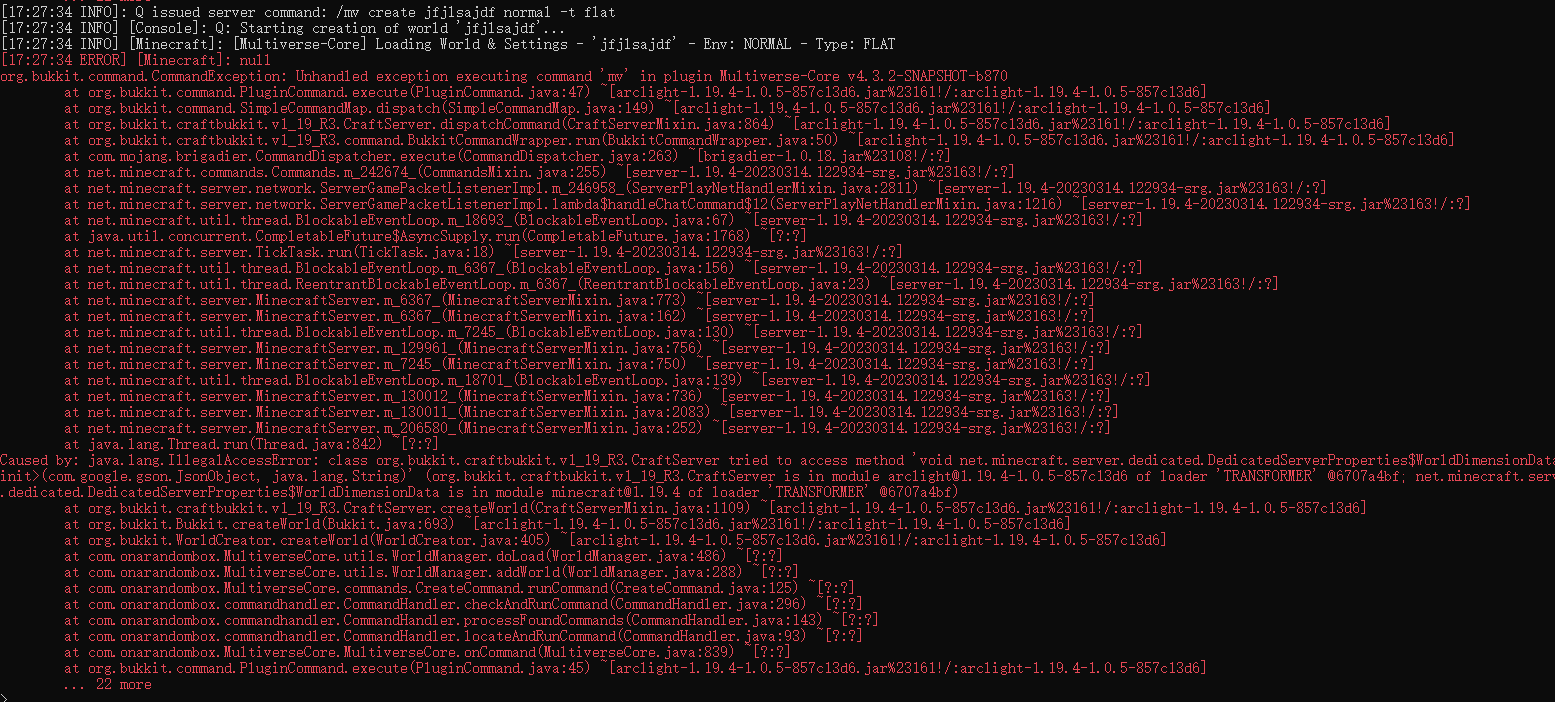 [17:27:34 INFO]: Q issued server command: /mv create jfjlsajdf normal -t flat
[17:27:34 INFO] [Console]: Q: Starting creation of world 'jfjlsajdf'...
[17:27:34 INFO] [Minecraft]: [Multiverse-Core] Loading World & Settings - 'jfjlsajdf' - Env: NORMAL - Type: FLAT
[17:27:34 ERROR] [Minecraft]: null
org.bukkit.command.CommandException: Unhandled exception executing command 'mv' in plugin Multiverse-Core v4.3.2-SNAPSHOT-b870
at org.bukkit.command.PluginCommand.execute(PluginCommand.java:47) ~[arclight-1.19.4-1.0.5-857c13d6.jar%23161!/:arclight-1.19.4-1.0.5-857c13d6]
at org.bukkit.command.SimpleCommandMap.dispatch(SimpleCommandMap.java:149) ~[arclight-1.19.4-1.0.5-857c13d6.jar%23161!/:arclight-1.19.4-1.0.5-857c13d6]
at org.bukkit.craftbukkit.v1_19_R3.CraftServer.dispatchCommand(CraftServerMixin.java:864) ~[arclight-1.19.4-1.0.5-857c13d6.jar%23161!/:arclight-1.19.4-1.0.5-857c13d6]
at org.bukkit.craftbukkit.v1_19_R3.command.BukkitCommandWrapper.run(BukkitCommandWrapper.java:50) ~[arclight-1.19.4-1.0.5-857c13d6.jar%23161!/:arclight-1.19.4-1.0.5-857c13d6]
at com.mojang.brigadier.CommandDispatcher.execute(CommandDispatcher.java:263) ~[brigadier-1.0.18.jar%23108!/:?]
at net.minecraft.commands.Commands.m_242674_(CommandsMixin.java:255) ~[server-1.19.4-20230314.122934-srg.jar%23163!/:?]
at net.minecraft.server.network.ServerGamePacketListenerImpl.m_246958_(ServerPlayNetHandlerMixin.java:2811) ~[server-1.19.4-20230314.122934-srg.jar%23163!/:?]
at net.minecraft.server.network.ServerGamePacketListenerImpl.lambda$handleChatCommand$12(ServerPlayNetHandlerMixin.java:1216) ~[server-1.19.4-20230314.122934-srg.jar%23163!/:?]
at net.minecraft.util.thread.BlockableEventLoop.m_18693_(BlockableEventLoop.java:67) ~[server-1.19.4-20230314.122934-srg.jar%23163!/:?]
at java.util.concurrent.CompletableFuture$AsyncSupply.run(CompletableFuture.java:1768) ~[?:?]
at net.minecraft.server.TickTask.run(TickTask.java:18) ~[server-1.19.4-20230314.122934-srg.jar%23163!/:?]
at net.minecraft.util.thread.BlockableEventLoop.m_6367_(BlockableEventLoop.java:156) ~[server-1.19.4-20230314.122934-srg.jar%23163!/:?]
at net.minecraft.util.thread.ReentrantBlockableEventLoop.m_6367_(ReentrantBlockableEventLoop.java:23) ~[server-1.19.4-20230314.122934-srg.jar%23163!/:?]
at net.minecraft.server.MinecraftServer.m_6367_(MinecraftServerMixin.java:773) ~[server-1.19.4-20230314.122934-srg.jar%23163!/:?]
at net.minecraft.server.MinecraftServer.m_6367_(MinecraftServerMixin.java:162) ~[server-1.19.4-20230314.122934-srg.jar%23163!/:?]
at net.minecraft.util.thread.BlockableEventLoop.m_7245_(BlockableEventLoop.java:130) ~[server-1.19.4-20230314.122934-srg.jar%23163!/:?]
at net.minecraft.server.MinecraftServer.m_129961_(MinecraftServerMixin.java:756) ~[server-1.19.4-20230314.122934-srg.jar%23163!/:?]
at net.minecraft.server.MinecraftServer.m_7245_(MinecraftServerMixin.java:750) ~[server-1.19.4-20230314.122934-srg.jar%23163!/:?]
at net.minecraft.util.thread.BlockableEventLoop.m_18701_(BlockableEventLoop.java:139) ~[server-1.19.4-20230314.122934-srg.jar%23163!/:?]
at net.minecraft.server.MinecraftServer.m_130012_(MinecraftServerMixin.java:736) ~[server-1.19.4-20230314.122934-srg.jar%23163!/:?]
at net.minecraft.server.MinecraftServer.m_130011_(MinecraftServerMixin.java:2083) ~[server-1.19.4-20230314.122934-srg.jar%23163!/:?]
at net.minecraft.server.MinecraftServer.m_206580_(MinecraftServerMixin.java:252) ~[server-1.19.4-20230314.122934-srg.jar%23163!/:?]
at java.lang.Thread.run(Thread.java:842) ~[?:?]
Caused by: java.lang.IllegalAccessError: class org.bukkit.craftbukkit.v1_19_R3.CraftServer tried to access method 'void net.minecraft.server.dedicated.DedicatedServerProperties$WorldDimensionData
init>(com.google.gson.JsonObject, java.lang.String)' (org.bukkit.craftbukkit.v1_19_R3.CraftServer is in module arclight@1.19.4-1.0.5-857c13d6 of loader 'TRANSFORMER' @6707a4bf; net.minecraft.ser
.dedicated.DedicatedServerProperties$WorldDimensionData is in module minecraft@1.19.4 of loader 'TRANSFORMER' @6707a4bf)
at org.bukkit.craftbukkit.v1_19_R3.CraftServer.createWorld(CraftServerMixin.java:1109) ~[arclight-1.19.4-1.0.5-857c13d6.jar%23161!/:arclight-1.19.4-1.0.5-857c13d6]
at org.bukkit.Bukkit.createWorld(Bukkit.java:693) ~[arclight-1.19.4-1.0.5-857c13d6.jar%23161!/:arclight-1.19.4-1.0.5-857c13d6]
at org.bukkit.WorldCreator.createWorld(WorldCreator.java:405) ~[arclight-1.19.4-1.0.5-857c13d6.jar%23161!/:arclight-1.19.4-1.0.5-857c13d6]
at com.onarandombox.MultiverseCore.utils.WorldManager.doLoad(WorldManager.java:486) ~[?:?]
at com.onarandombox.MultiverseCore.utils.WorldManager.addWorld(WorldManager.java:288) ~[?:?]
at com.onarandombox.MultiverseCore.commands.CreateCommand.runCommand(CreateCommand.java:125) ~[?:?]
at com.onarandombox.commandhandler.CommandHandler.checkAndRunCommand(CommandHandler.java:296) ~[?:?]
at com.onarandombox.commandhandler.CommandHandler.processFoundCommands(CommandHandler.java:143) ~[?:?]
at com.onarandombox.commandhandler.CommandHandler.locateAndRunCommand(CommandHandler.java:93) ~[?:?]
at com.onarandombox.MultiverseCore.MultiverseCore.onCommand(MultiverseCore.java:839) ~[?:?]
at org.bukkit.command.PluginCommand.execute(PluginCommand.java:45) ~[arclight-1.19.4-1.0.5-857c13d6.jar%23161!/:arclight-1.19.4-1.0.5-857c13d6]
... 22 more
>